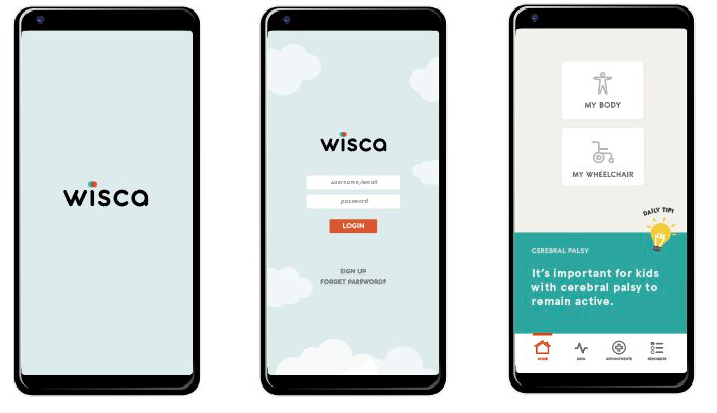 wisca
wisca
username/email
password
LOGIN
SIGN UP
FORGET PASSWORD?
MY BODY
MY WHEELCHAIR
DAILY TIP!
CEREBRAL PALSY
It's important for kids
with cerebral palsy to
remain active.
HOME
DATA
APPOINTMENTS
REMINDERS